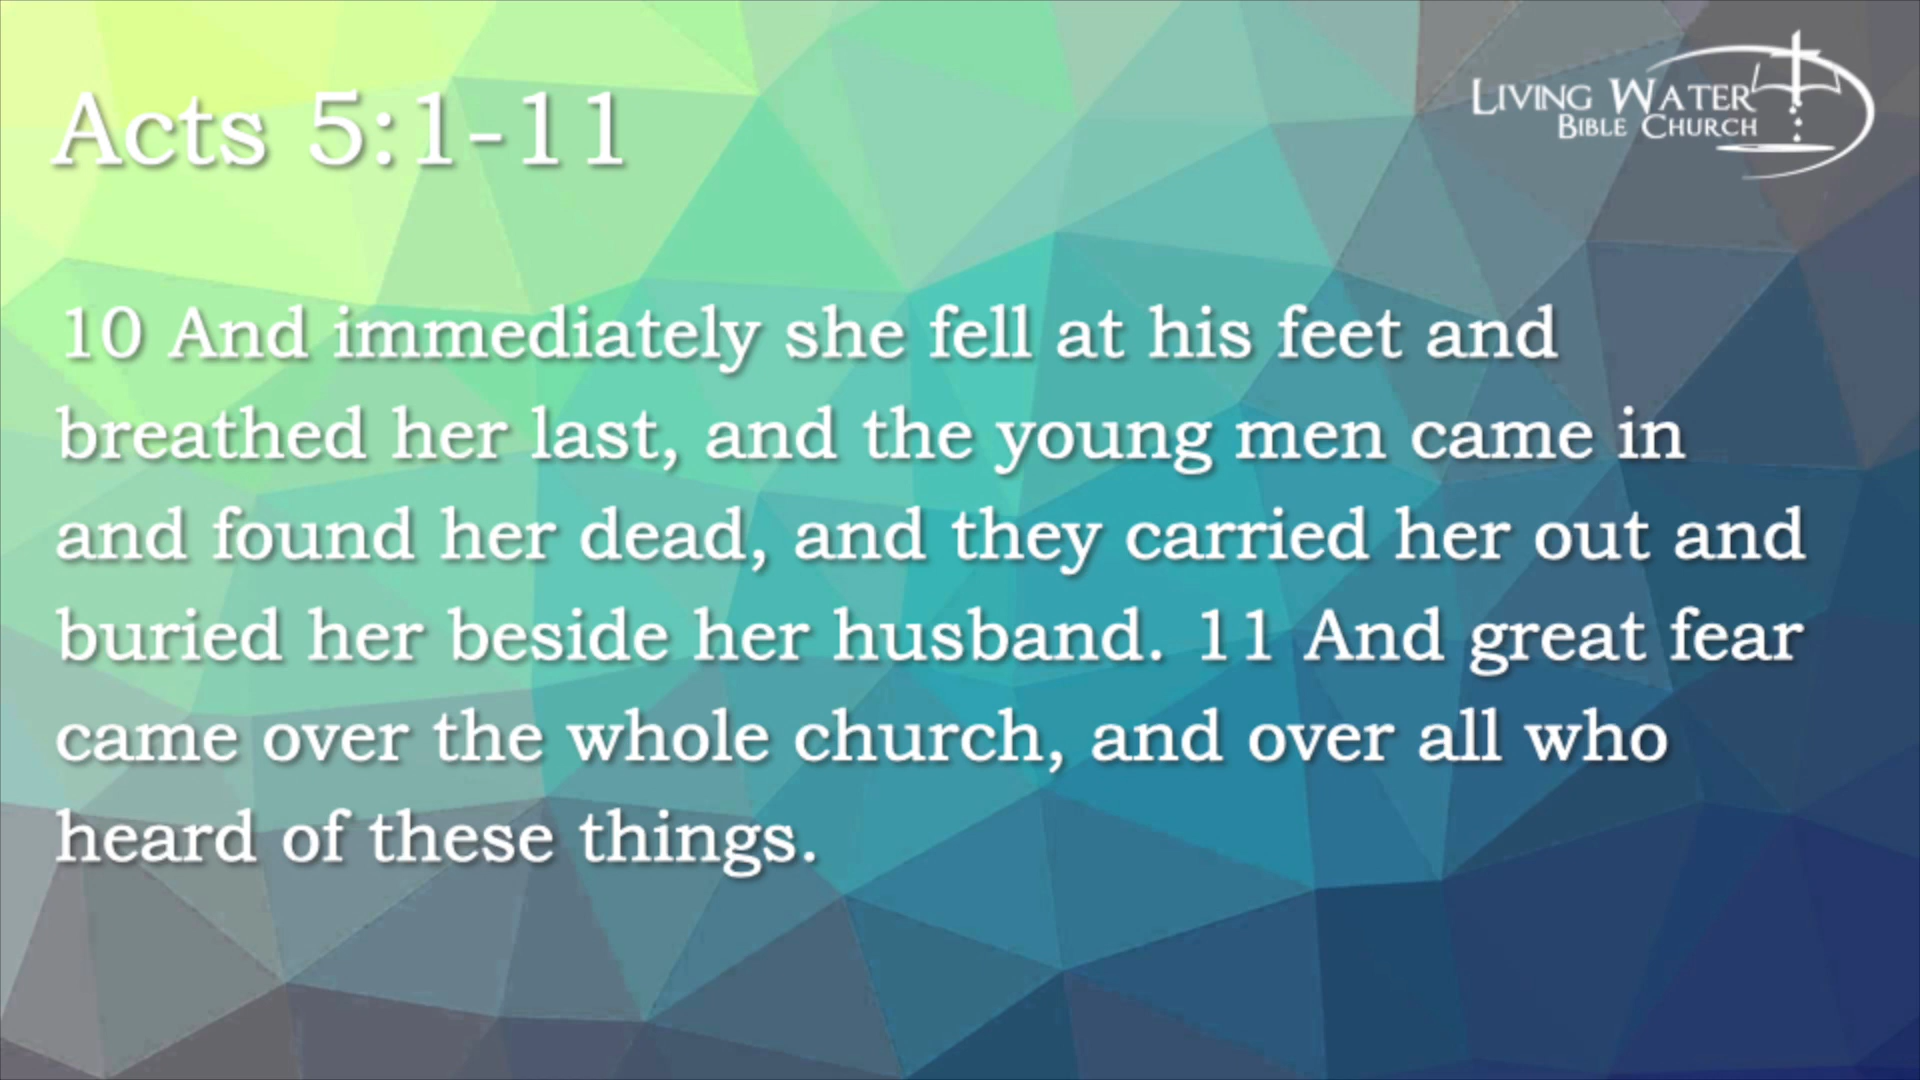 Acts 5:1-11
LIVING WATER
BIBLE CHURCH
10 And immediately she fell at his feet and
breathed her last, and the young men came in
and found her dead, and they carried her out and
buried her beside her husband. 11 And great fear
came over the whole church, and over all who
heard of these things.